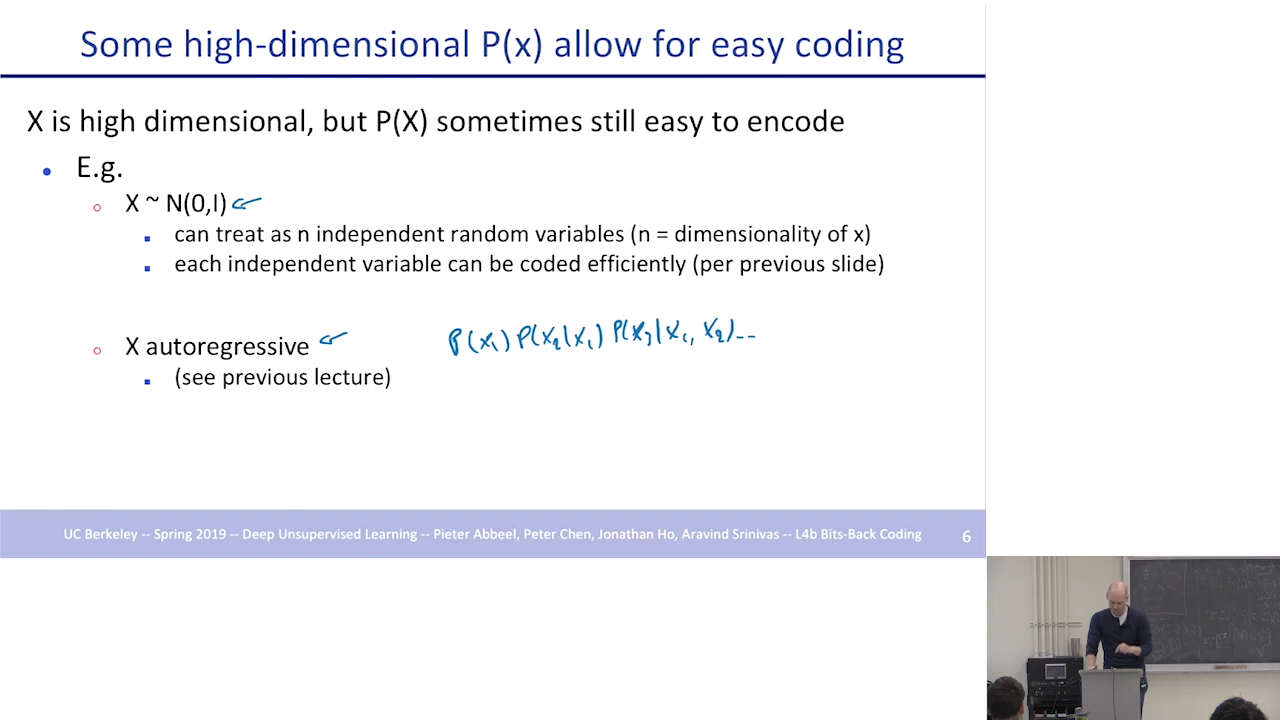 Some high-dimensional P(x) allow for easy coding
X is high dimensional, but P(X) sometimes still easy to encode
• E.g.
○ X ~ N(0,I)
▪ can treat as n independent random variables (n = dimensionality of x)
▪ each independent variable can be coded efficiently (per previous slide)
○ X autoregressive
P(x₁) P(x₂|x₁) P(x₃|x₁, x₂)...
▪ (see previous lecture)
UC Berkeley -- Spring 2019 -- Deep Unsupervised Learning -- Pieter Abbeel, Peter Chen, Jonathan Ho, Aravind Srinivas -- L4b Bits-Back Coding
6